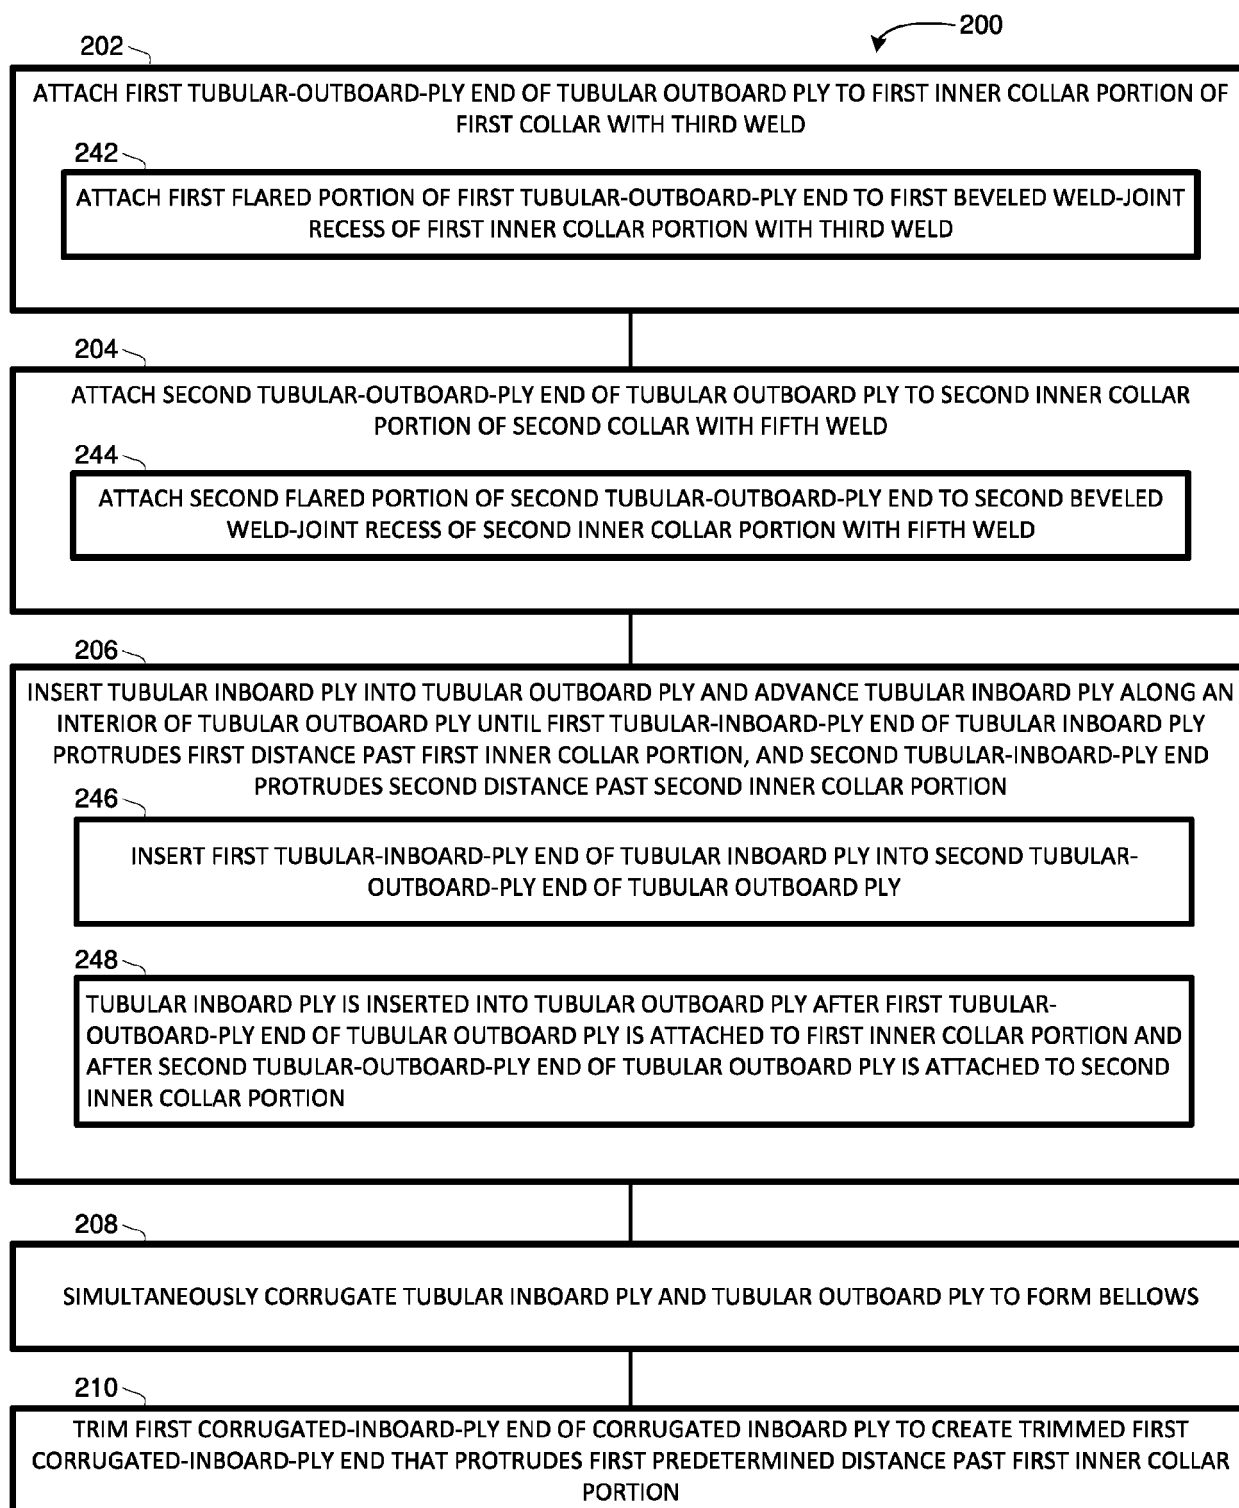 200
202
ATTACH FIRST TUBULAR-OUTBOARD-PLY END OF TUBULAR OUTBOARD PLY TO FIRST INNER COLLAR PORTION OF
FIRST COLLAR WITH THIRD WELD
242
ATTACH FIRST FLARED PORTION OF FIRST TUBULAR-OUTBOARD-PLY END TO FIRST BEVELED WELD-JOINT
RECESS OF FIRST INNER COLLAR PORTION WITH THIRD WELD
204
ATTACH SECOND TUBULAR-OUTBOARD-PLY END OF TUBULAR OUTBOARD PLY TO SECOND INNER COLLAR
PORTION OF SECOND COLLAR WITH FIFTH WELD
244
ATTACH SECOND FLARED PORTION OF SECOND TUBULAR-OUTBOARD-PLY END TO SECOND BEVELED
WELD-JOINT RECESS OF SECOND INNER COLLAR PORTION WITH FIFTH WELD
206
INSERT TUBULAR INBOARD PLY INTO TUBULAR OUTBOARD PLY AND ADVANCE TUBULAR INBOARD PLY ALONG AN
INTERIOR OF TUBULAR OUTBOARD PLY UNTIL FIRST TUBULAR-INBOARD-PLY END OF TUBULAR INBOARD PLY
PROTRUDES FIRST DISTANCE PAST FIRST INNER COLLAR PORTION, AND SECOND TUBULAR-INBOARD-PLY END
PROTRUDES SECOND DISTANCE PAST SECOND INNER COLLAR PORTION
246
INSERT FIRST TUBULAR-INBOARD-PLY END OF TUBULAR INBOARD PLY INTO SECOND TUBULAR-
OUTBOARD-PLY END OF TUBULAR OUTBOARD PLY
248
TUBULAR INBOARD PLY IS INSERTED INTO TUBULAR OUTBOARD PLY AFTER FIRST TUBULAR-
OUTBOARD-PLY END OF TUBULAR OUTBOARD PLY IS ATTACHED TO FIRST INNER COLLAR PORTION AND
AFTER SECOND TUBULAR-OUTBOARD-PLY END OF TUBULAR OUTBOARD PLY IS ATTACHED TO SECOND
INNER COLLAR PORTION
208
SIMULTANEOUSLY CORRUGATE TUBULAR INBOARD PLY AND TUBULAR OUTBOARD PLY TO FORM BELLOWS
210
TRIM FIRST CORRUGATED-INBOARD-PLY END OF CORRUGATED INBOARD PLY TO CREATE TRIMMED FIRST
CORRUGATED-INBOARD-PLY END THAT PROTRUDES FIRST PREDETERMINED DISTANCE PAST FIRST INNER COLLAR
PORTION